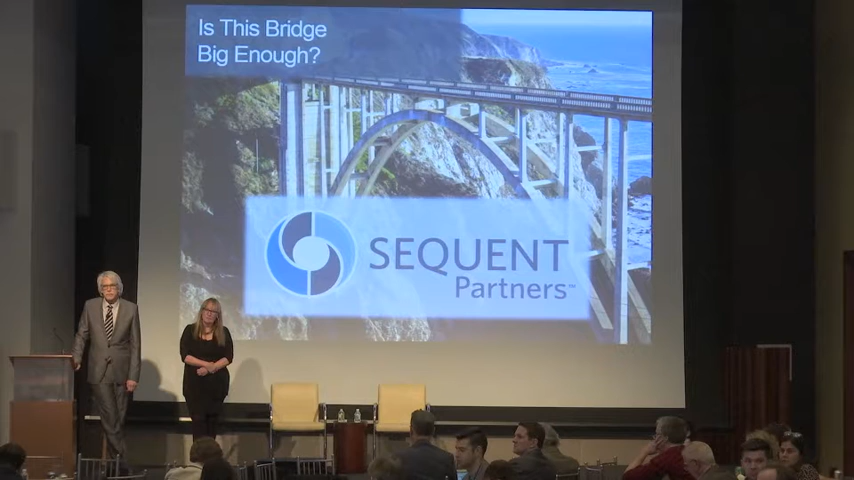 Is This Bridge
Big Enough?
SEQUENT
Partners™